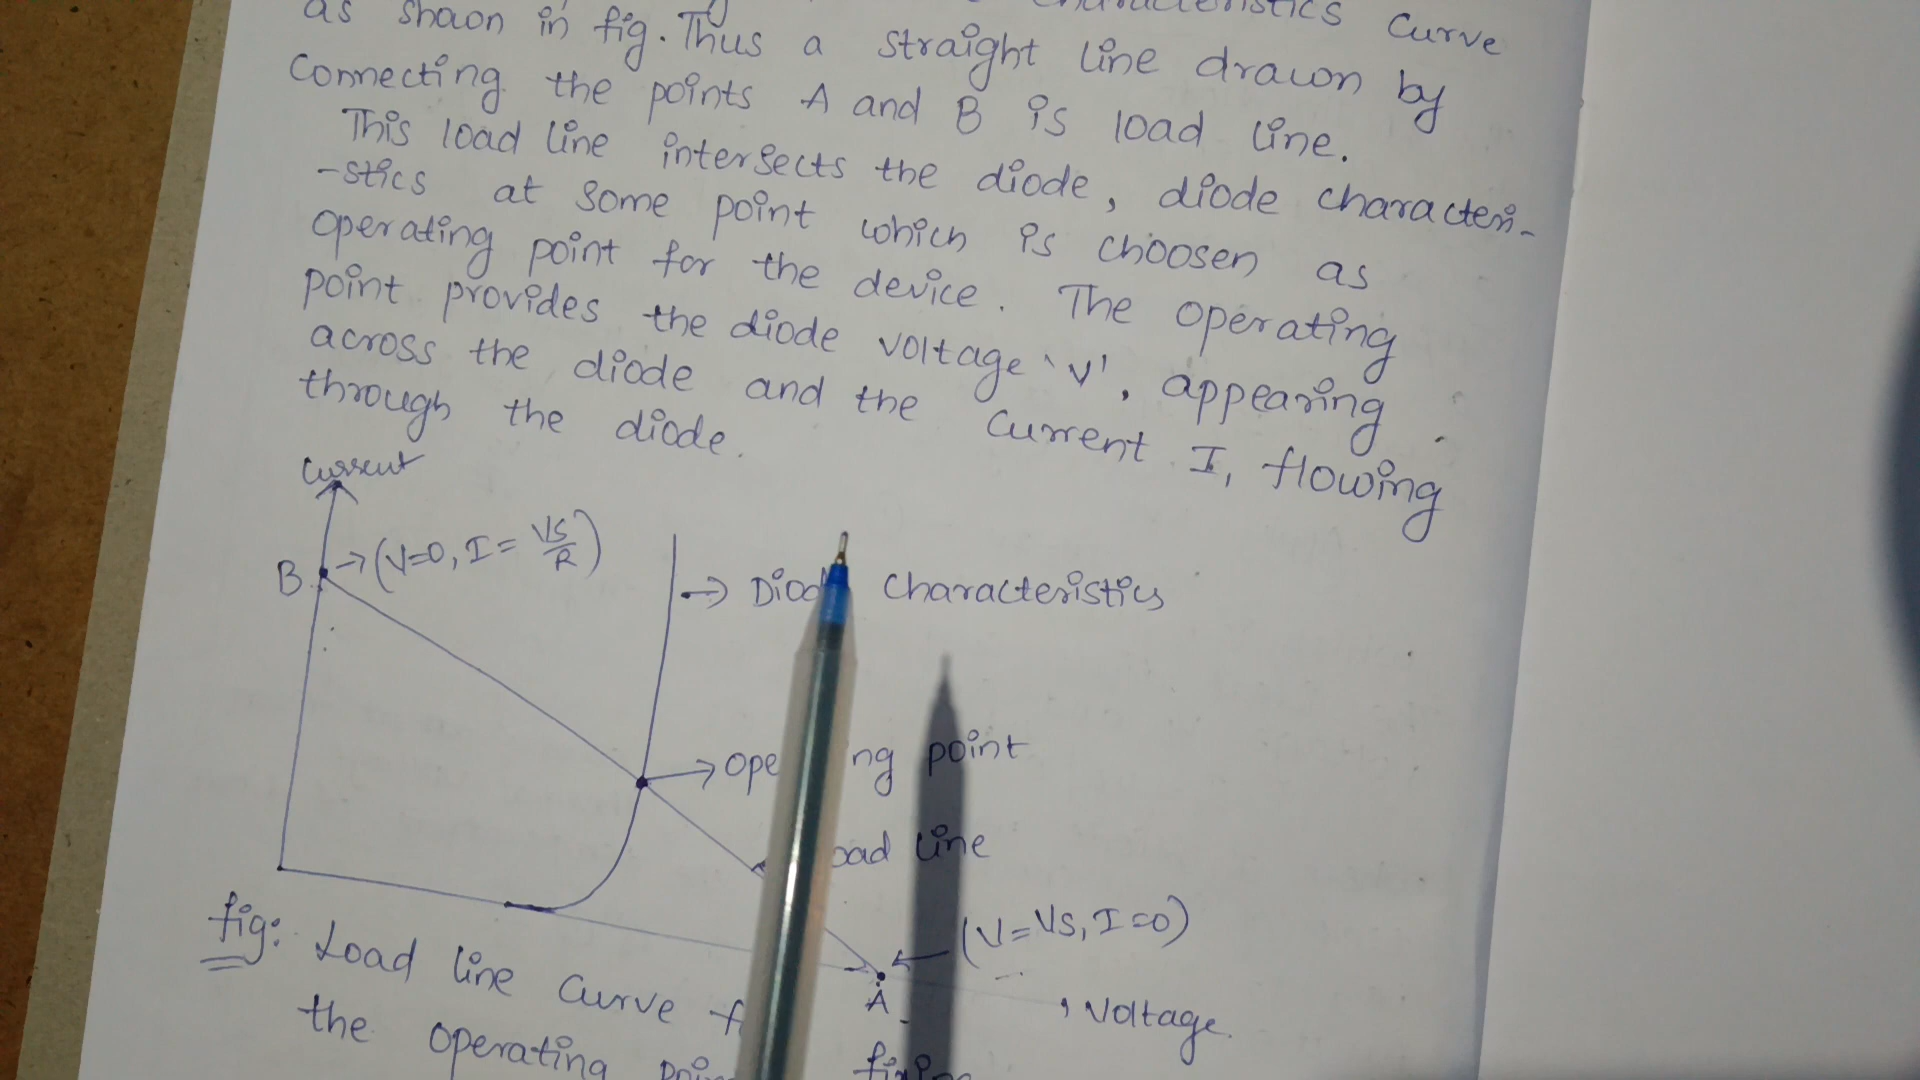 as shaon in fig. Thus a straight line drawn by
Characteristics Curve
Connecting the points A and B is load line.
This load line intersects the diode, diode characteri-
-stics at some point which is choosen as
operating point for the device. The operating
point provides the diode voltage 'V', appearing
across the diode and the Current I, flowing
through the diode.
Current
B → (V=0, I = VS/R)
→ Diode Characteristics
→ ope ng point
oad line
← (V=VS, I=0)
A
Voltage
fig: Load line Curve f
the operating